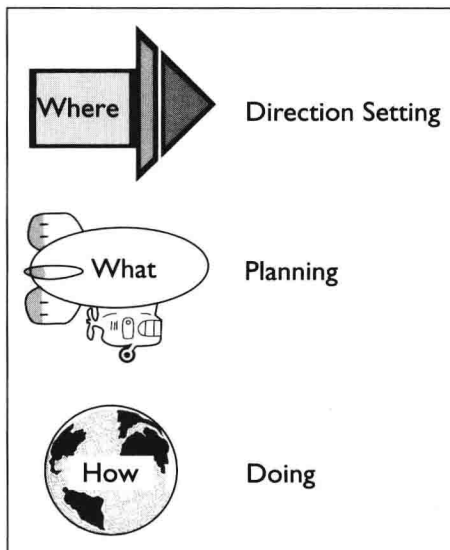 Where
Direction Setting
What
Planning
How
Doing